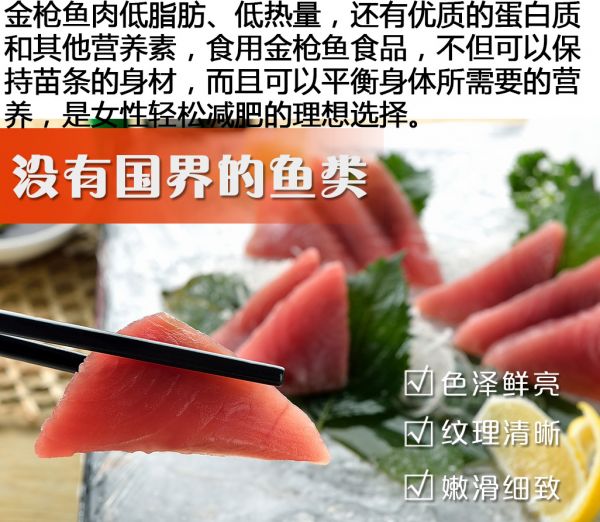 金枪鱼肉低脂肪、低热量，还有优质的蛋白质
和其他营养素，食用金枪鱼食品，不但可以保
持苗条的身材，而且可以平衡身体所需要的营
养，是女性轻松减肥的理想选择。
没有国界的鱼类
色泽鲜亮
纹理清晰
嫩滑细致